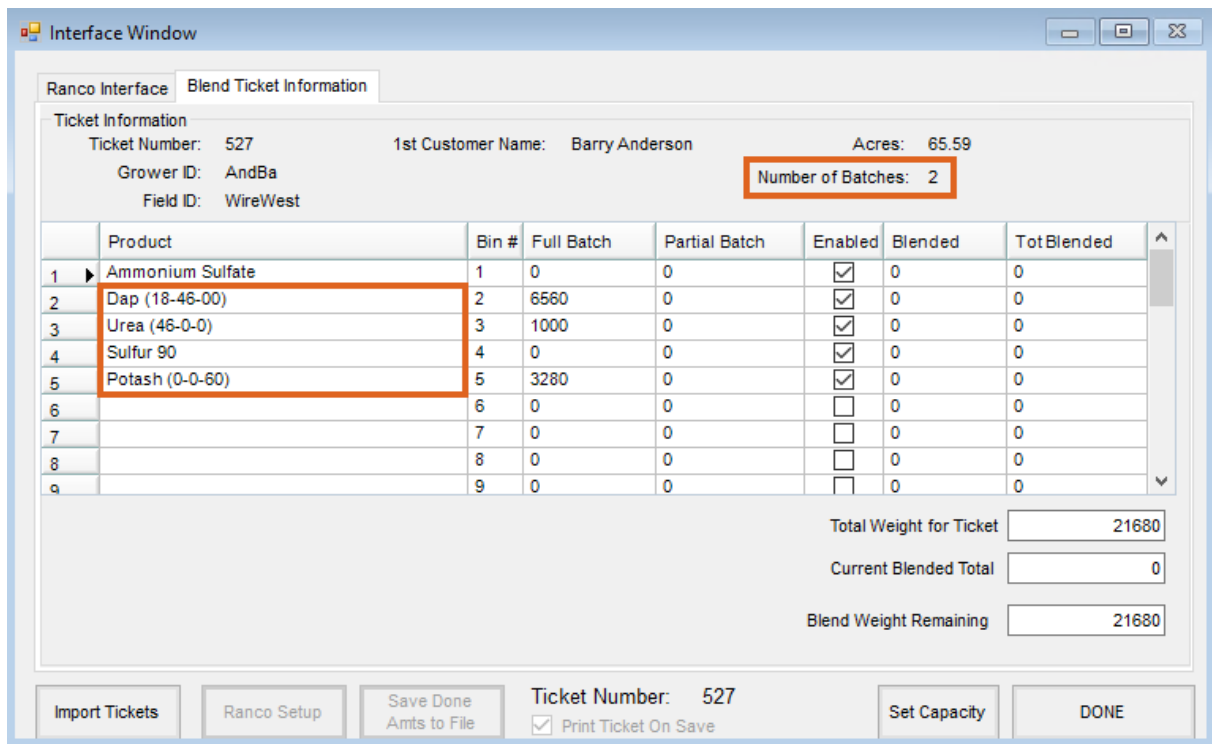 Interface Window
Ranco Interface Blend Ticket Information
Ticket Information
Ticket Number: 527 1st Customer Name: Barry Anderson Acres: 65.59
Grower ID: AndBa Number of Batches: 2
Field ID: WireWest
Product Bin # Full Batch Partial Batch Enabled Blended Tot Blended
1 Ammonium Sulfate 1 0 0 0 0
2 Dap (18-46-00) 2 6560 0 0 0
3 Urea (46-0-0) 3 1000 0 0 0
4 Sulfur 90 4 0 0 0 0
5 Potash (0-0-60) 5 3280 0 0 0
6 6 0 0 0 0
7 7 0 0 0 0
8 8 0 0 0 0
9 9 0 0 0 0
Total Weight for Ticket 21680
Current Blended Total 0
Blend Weight Remaining 21680
Import Tickets Ranco Setup Save Done Amts to File Ticket Number: 527 Set Capacity DONE
Print Ticket On Save